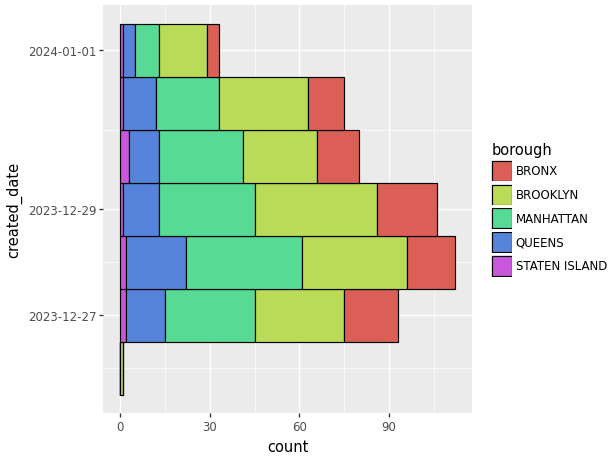 2024-01-01
2023-12-29
2023-12-27
created_date
0 30 60 90
count
borough
BRONX
BROOKLYN
MANHATTAN
QUEENS
STATEN ISLAND